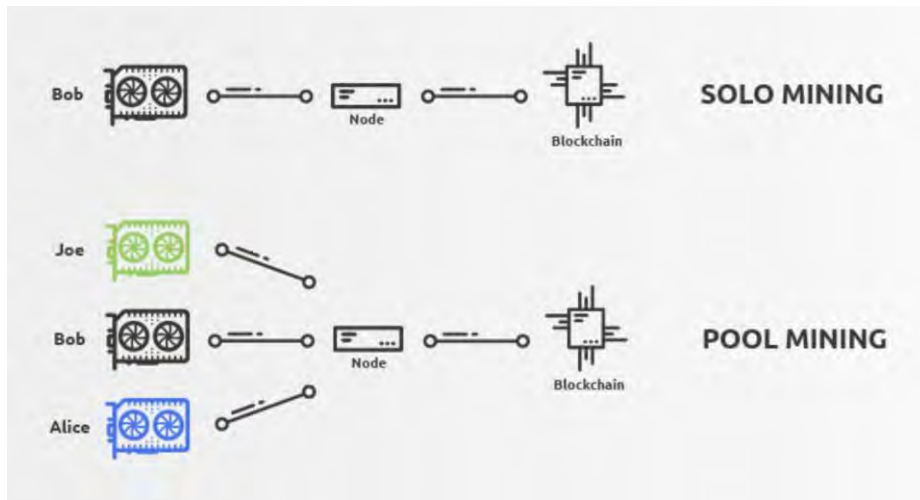 Bob
Node
Blockchain
SOLO MINING
Joe
Bob
Node
Blockchain
POOL MINING
Alice